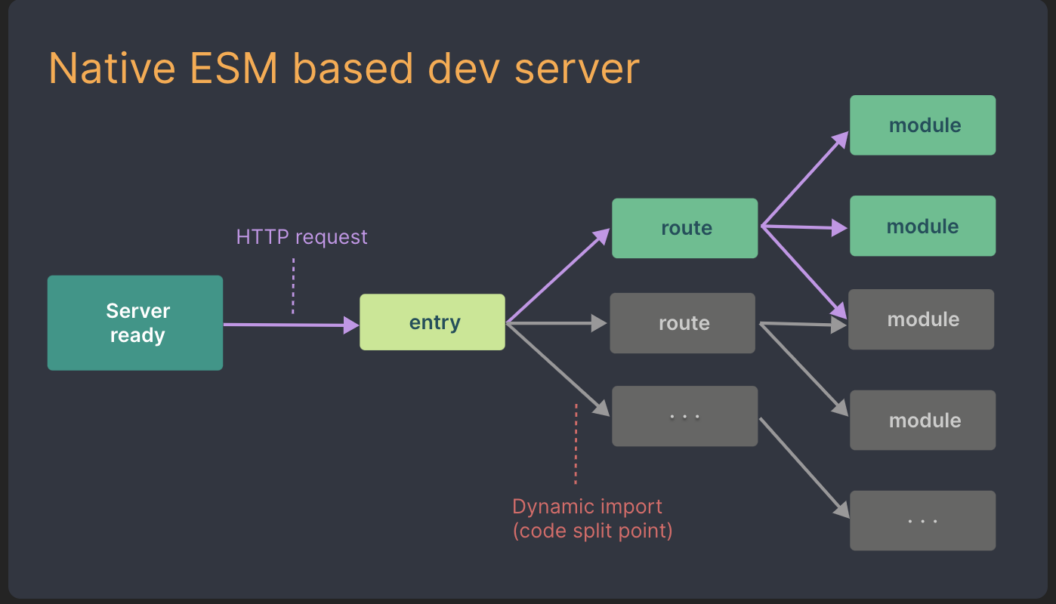 Native ESM based dev server
module
HTTP request
route
module
Server
ready
entry
route
module
...
module
Dynamic import
(code split point)
...